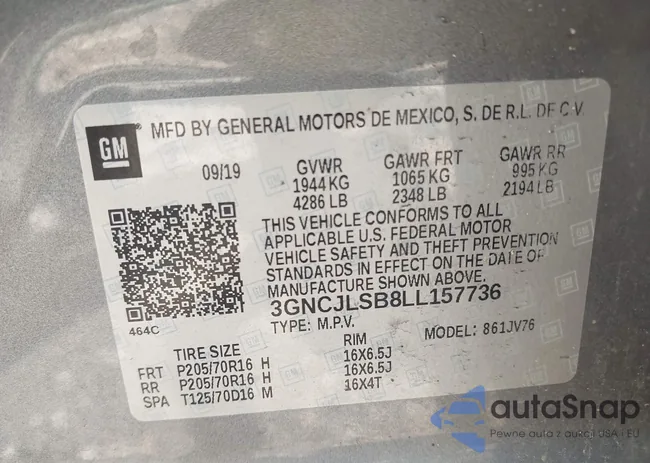 GM
MFD BY GENERAL MOTORS DE MEXICO, S. DE R.L. DE C.V.
09/19 GVWR GAWR FRT GAWR RR
1944 KG 1065 KG 995 KG
4286 LB 2348 LB 2194 LB
THIS VEHICLE CONFORMS TO ALL
APPLICABLE U.S. FEDERAL MOTOR
VEHICLE SAFETY AND THEFT PREVENTION
STANDARDS IN EFFECT ON THE DATE OF
MANUFACTURE SHOWN ABOVE.
3GNCJLSB8LL157736
464C
TYPE: M.P.V. MODEL: 861JV76
TIRE SIZE RIM
FRT P205/70R16 H 16X6.5J
RR P205/70R16 H 16X6.5J
SPA T125/70D16 M 16X4T
autaSnap
Pewne auta z aukcji USA i EU